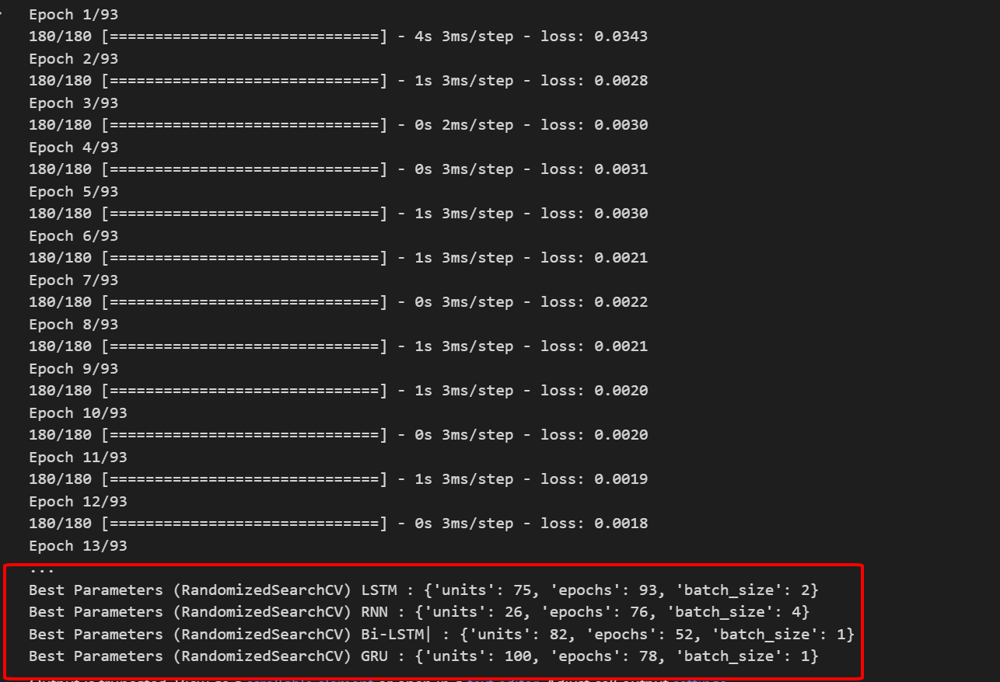 Epoch 1/93
180/180 [==============================] - 4s 3ms/step - loss: 0.0343
Epoch 2/93
180/180 [==============================] - 1s 3ms/step - loss: 0.0028
Epoch 3/93
180/180 [==============================] - 0s 2ms/step - loss: 0.0030
Epoch 4/93
180/180 [==============================] - 0s 3ms/step - loss: 0.0031
Epoch 5/93
180/180 [==============================] - 1s 3ms/step - loss: 0.0030
Epoch 6/93
180/180 [==============================] - 1s 3ms/step - loss: 0.0021
Epoch 7/93
180/180 [==============================] - 0s 3ms/step - loss: 0.0022
Epoch 8/93
180/180 [==============================] - 1s 3ms/step - loss: 0.0021
Epoch 9/93
180/180 [==============================] - 1s 3ms/step - loss: 0.0020
Epoch 10/93
180/180 [==============================] - 0s 3ms/step - loss: 0.0020
Epoch 11/93
180/180 [==============================] - 1s 3ms/step - loss: 0.0019
Epoch 12/93
180/180 [==============================] - 0s 3ms/step - loss: 0.0018
Epoch 13/93
...
Best Parameters (RandomizedSearchCV) LSTM : {'units': 75, 'epochs': 93, 'batch_size': 2}
Best Parameters (RandomizedSearchCV) RNN : {'units': 26, 'epochs': 76, 'batch_size': 4}
Best Parameters (RandomizedSearchCV) Bi-LSTM| : {'units': 82, 'epochs': 52, 'batch_size': 1}
Best Parameters (RandomizedSearchCV) GRU : {'units': 100, 'epochs': 78, 'batch_size': 1}